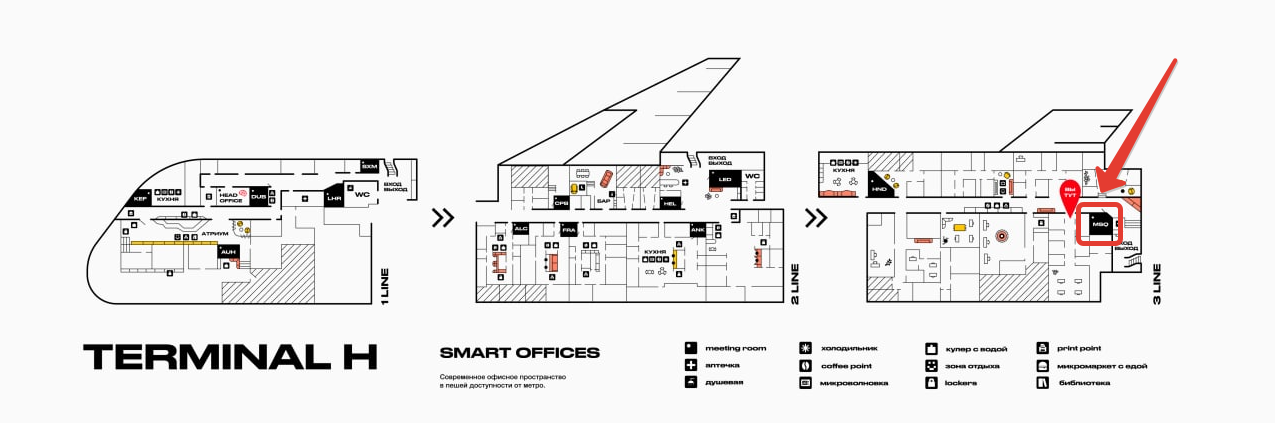 SXM
ВХОД
ВЫХОД
KEF
КУХНЯ
HEAD
OFFICE
DUB
LHR
WC
АТРИУМ
AUH
1 LINE
ВХОД
ВЫХОД
LED
WC
CPS
БАР
HEL
ALC
FRA
ANK
КУХНЯ
2 LINE
КУХНЯ
HND
ВЫ
ТУТ
MSQ
ВХОД
ВЫХОД
3 LINE
TERMINAL H
SMART OFFICES
Современное офисное пространство
в пешей доступности от метро.
meeting room
аптечка
душевая
холодильник
coffee point
микроволновка
кулер с водой
зона отдыха
lockers
print point
микромаркет с едой
библиотека